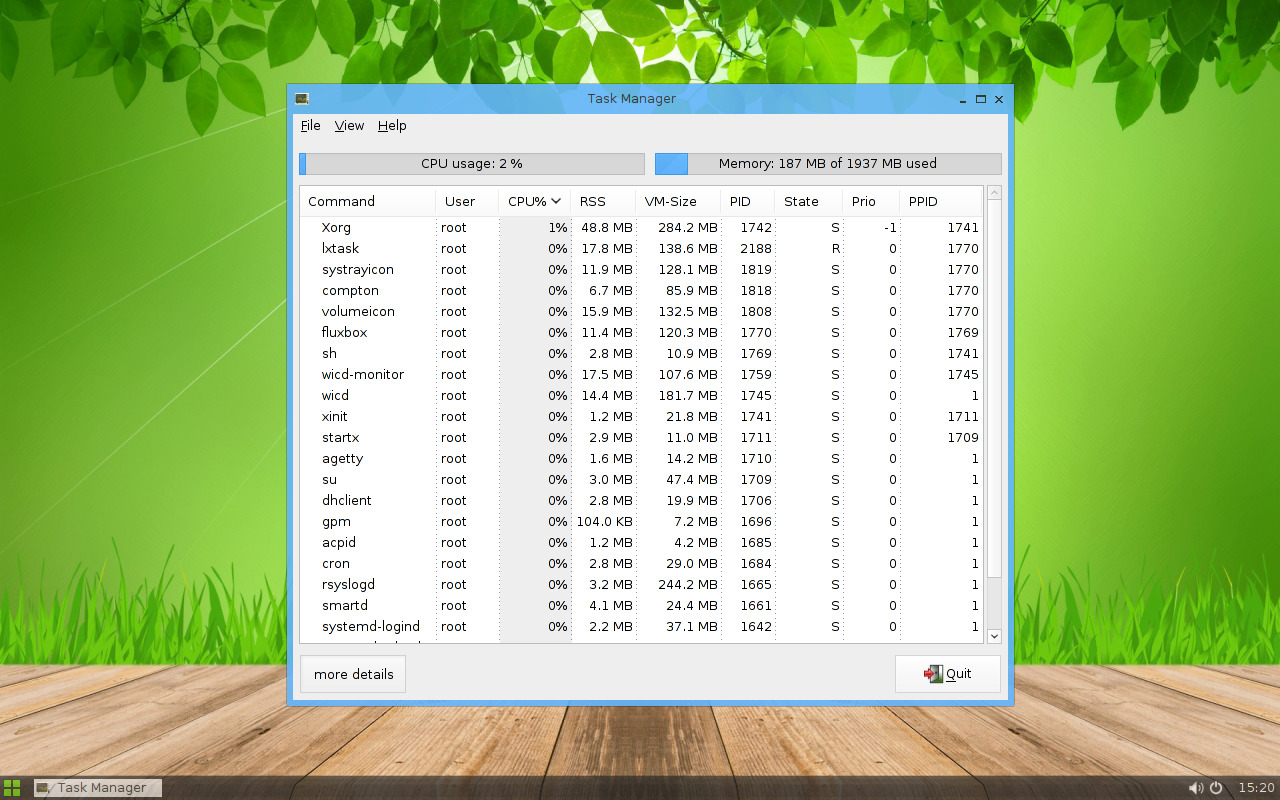 Task Manager
File View Help
CPU usage: 2 % Memory: 187 MB of 1937 MB used
Command User CPU% RSS VM-Size PID State Prio PPID
Xorg root 1% 48.8 MB 284.2 MB 1742 S -1 1741
lxtask root 0% 17.8 MB 138.6 MB 2188 R 0 1770
systrayicon root 0% 11.9 MB 128.1 MB 1819 S 0 1770
compton root 0% 6.7 MB 85.9 MB 1818 S 0 1770
volumeicon root 0% 15.9 MB 132.5 MB 1808 S 0 1770
fluxbox root 0% 11.4 MB 120.3 MB 1770 S 0 1769
sh root 0% 2.8 MB 10.9 MB 1769 S 0 1741
wicd-monitor root 0% 17.5 MB 107.6 MB 1759 S 0 1745
wicd root 0% 14.4 MB 181.7 MB 1745 S 0 1
xinit root 0% 1.2 MB 21.8 MB 1741 S 0 1711
startx root 0% 2.9 MB 11.0 MB 1711 S 0 1709
agetty root 0% 1.6 MB 14.2 MB 1710 S 0 1
su root 0% 3.0 MB 47.4 MB 1709 S 0 1
dhclient root 0% 2.8 MB 19.9 MB 1706 S 0 1
gpm root 0% 104.0 KB 7.2 MB 1696 S 0 1
acpid root 0% 1.2 MB 4.2 MB 1685 S 0 1
cron root 0% 2.8 MB 29.0 MB 1684 S 0 1
rsyslogd root 0% 3.2 MB 244.2 MB 1665 S 0 1
smartd root 0% 4.1 MB 24.4 MB 1661 S 0 1
systemd-logind root 0% 2.2 MB 37.1 MB 1642 S 0 1
more details Quit
Task Manager 15:20